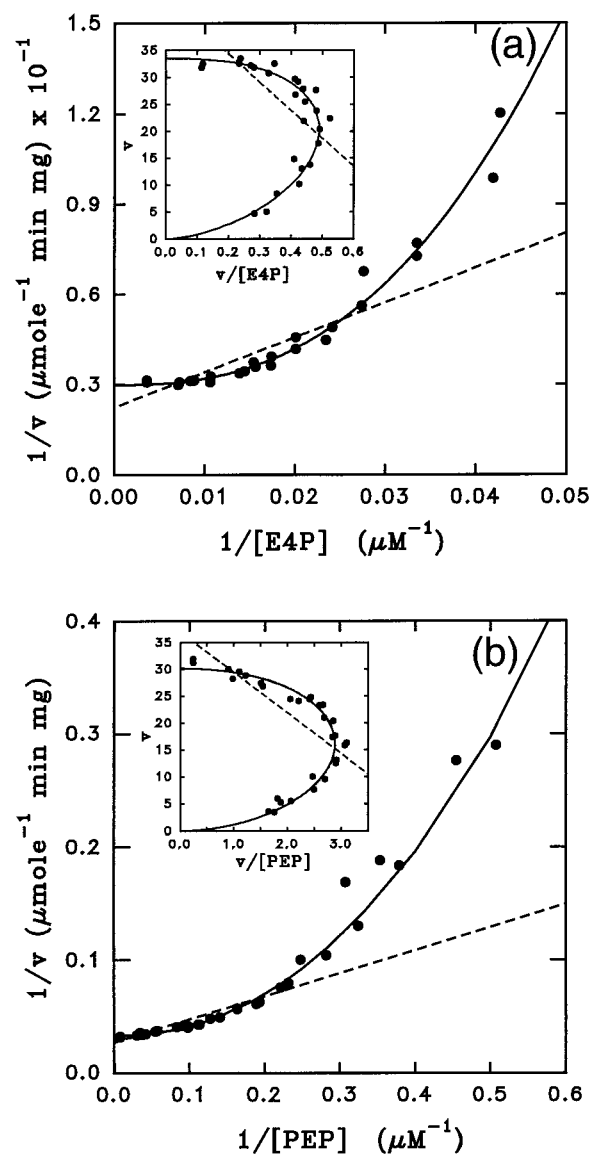 (a)
1/v (μmole⁻¹ min mg) x 10⁻¹
1.5
1.2
0.9
0.6
0.3
0.0
0.00 0.01 0.02 0.03 0.04 0.05
1/[E4P] (μM⁻¹)
v
35
30
25
20
15
10
5
0
0.0 0.1 0.2 0.3 0.4 0.5 0.6
v/[E4P]
(b)
1/v (μmole⁻¹ min mg)
0.4
0.3
0.2
0.1
0.0
0.0 0.1 0.2 0.3 0.4 0.5 0.6
1/[PEP] (μM⁻¹)
v
35
30
25
20
15
10
5
0
0.0 1.0 2.0 3.0
v/[PEP]